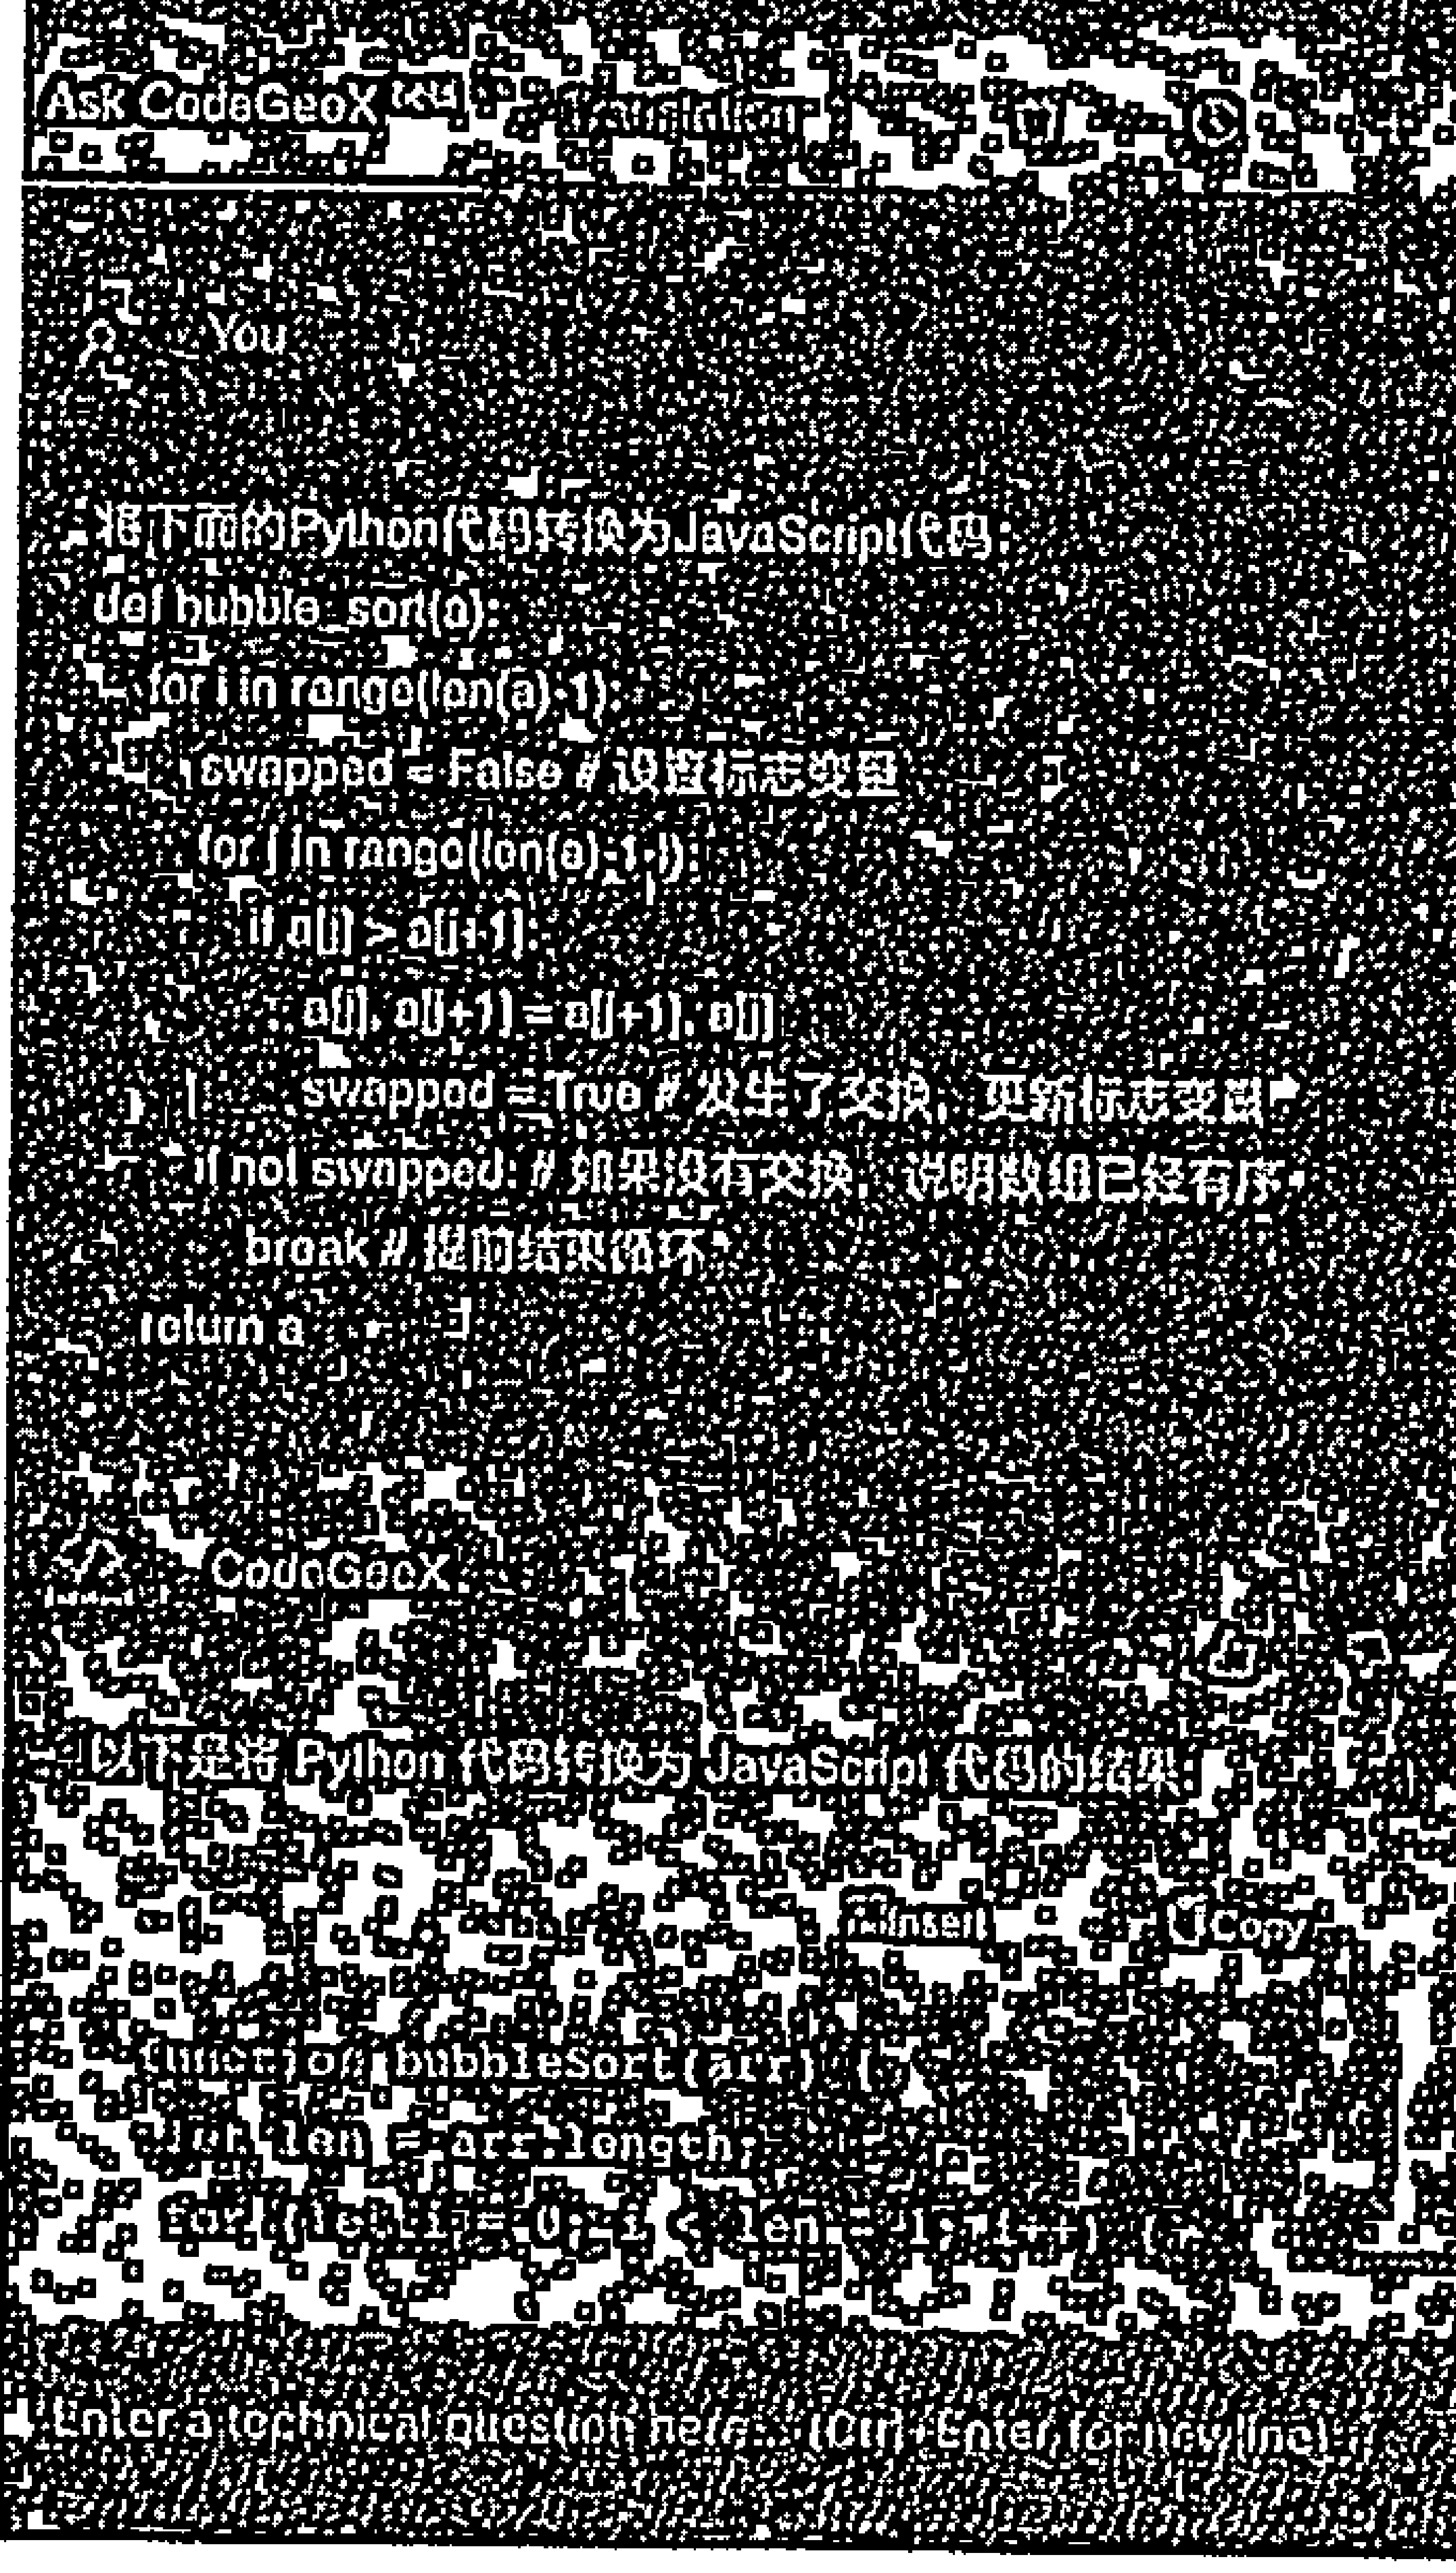 Ask CodeGeeX Translation
You
将下面的Python代码转换为JavaScript代码:
def bubble_sort(a):
for i in range(len(a)-1):
swapped = False # 设置标志变量
for j in range(len(a)-1-i):
if a[j] > a[j+1]:
a[j], a[j+1] = a[j+1], a[j]
swapped = True # 发生了交换，更新标志变量
if not swapped: # 如果没有交换，说明数组已经有序
break # 提前结束循环
return a
CodeGeeX
以下是将 Python 代码转换为 JavaScript 代码的结果
Insert Copy
function bubbleSort(arr) {
len = arr.length;
for (let i = 0; i < len - 1; i++) {
Enter a technical question here... (Ctrl+Enter for new line)